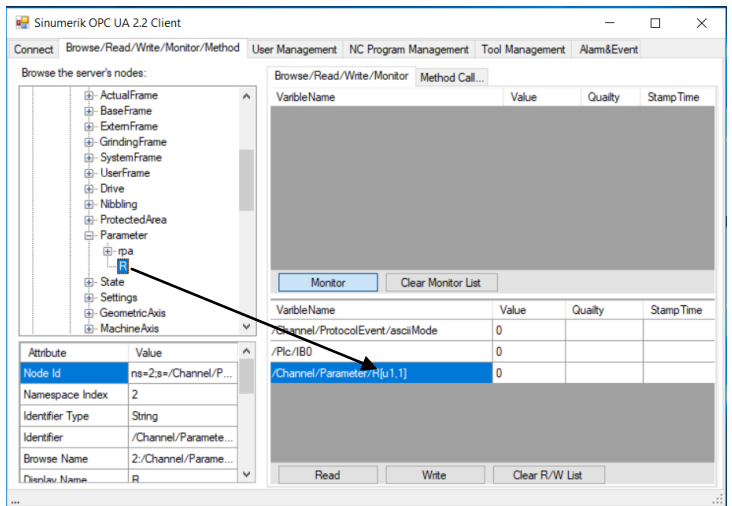 Sinumerik OPC UA 2.2 Client
Connect Browse/Read/Write/Monitor/Method User Management NC Program Management Tool Management Alam&Event
Browse the server's nodes:
ActualFrame
BaseFrame
ExternFrame
GrindingFrame
SystemFrame
UserFrame
Drive
Nibbling
ProtectedArea
Parameter
rpa
R
State
Settings
GeometricAxis
MachineAxis
Attribute Value
Node Id ns=2;s=/Channel/P...
Namespace Index 2
Identifier Type String
Identifier /Channel/Paramete...
Browse Name 2:/Channel/Parame...
Display Name R
Browse/Read/Write/Monitor Method Call...
VaribleName Value Quailty StampTime
Monitor Clear Monitor List
VaribleName Value Quailty StampTime
/Channel/ProtocolEvent/asciiMode 0
/Plc/IB0 0
/Channel/Parameter/R[u1,1] 0
Read Write Clear R/W List
...